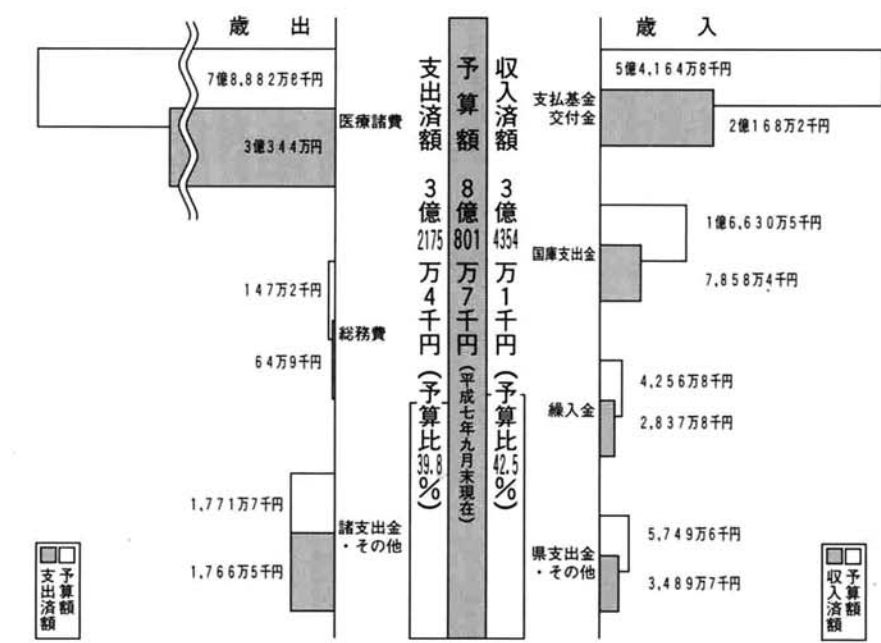 歳出
7億8,882万8千円
医療諸費
3億344万円
147万2千円
総務費
64万9千円
1,771万7千円
諸支出金
・その他
1,766万5千円
予算額
支出済額
収入済額 3億4354万1千円(予算比42.5%)
予算額 8億801万7千円(平成七年九月末現在)
支出済額 3億2175万4千円(予算比39.8%)
歳入
5億4,164万8千円
支払基金
交付金
2億168万2千円
1億6,630万5千円
国庫支出金
7,858万4千円
4,256万8千円
繰入金
2,837万8千円
5,749万6千円
県支出金
・その他
3,489万7千円
予算額
収入済額